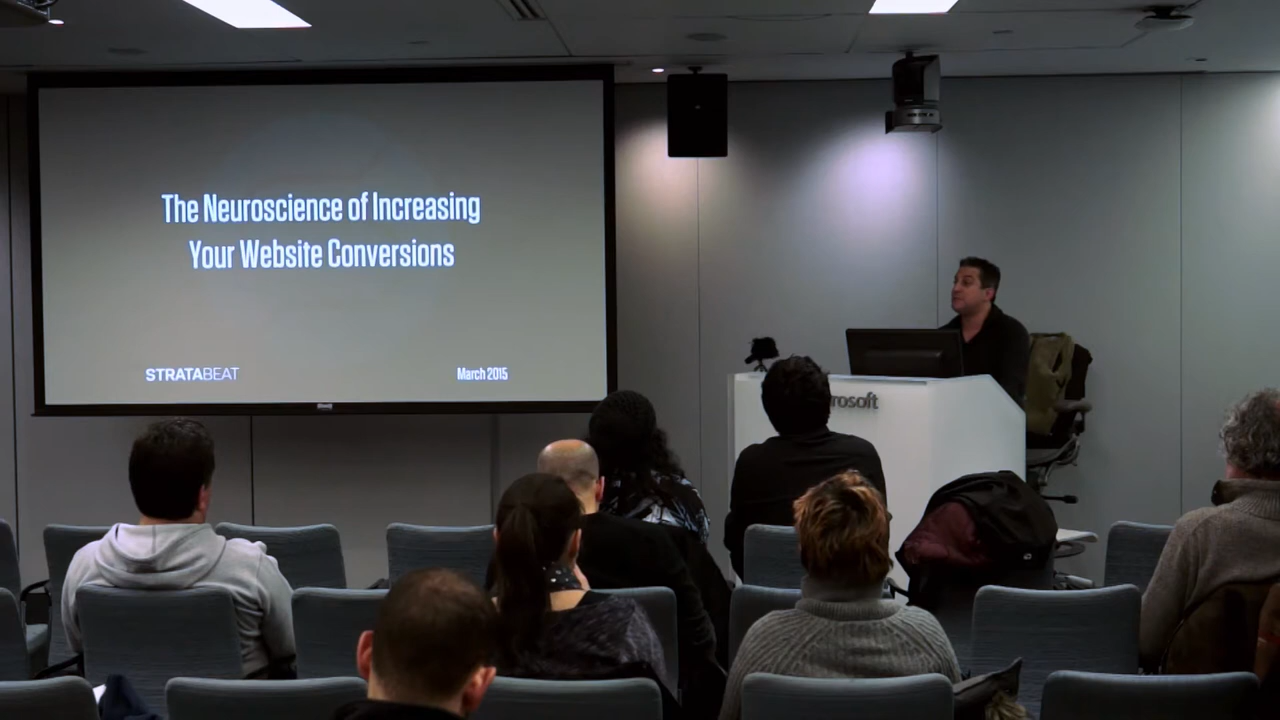 The Neuroscience of Increasing
Your Website Conversions
STRATABEAT
March 2015
rosoft